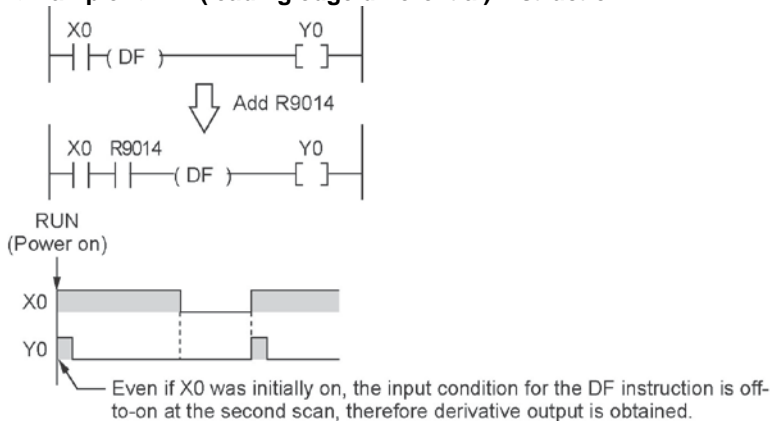 X0 Y0
( DF ) [ ]
Add R9014
X0 R9014 Y0
( DF ) [ ]
RUN
(Power on)
X0
Y0
Even if X0 was initially on, the input condition for the DF instruction is off-
to-on at the second scan, therefore derivative output is obtained.